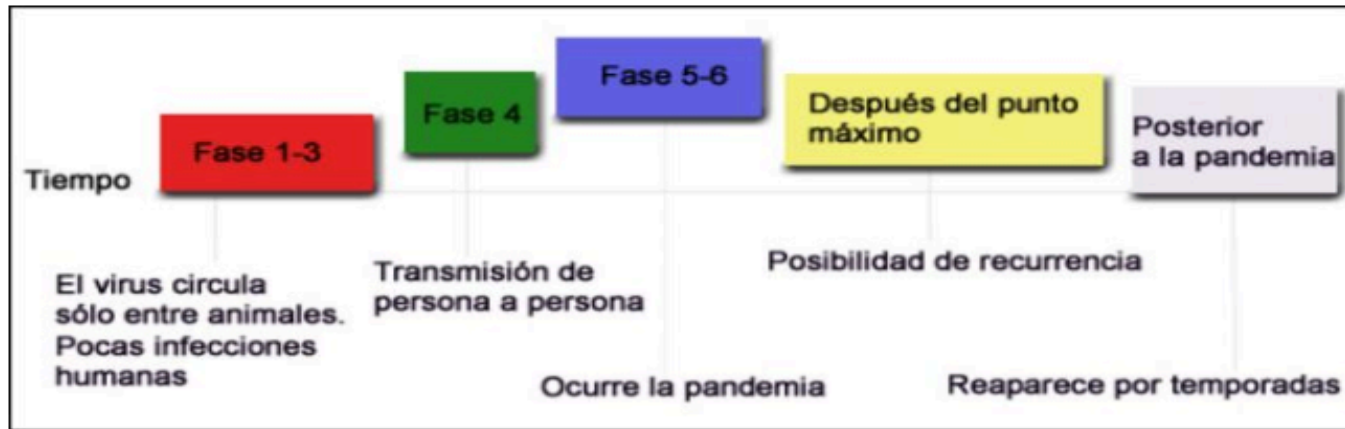 Tiempo
Fase 1-3
Fase 4
Fase 5-6
Después del punto
máximo
Posterior
a la pandemia
El virus circula
sólo entre animales.
Pocas infecciones
humanas
Transmisión de
persona a persona
Ocurre la pandemia
Posibilidad de recurrencia
Reaparece por temporadas